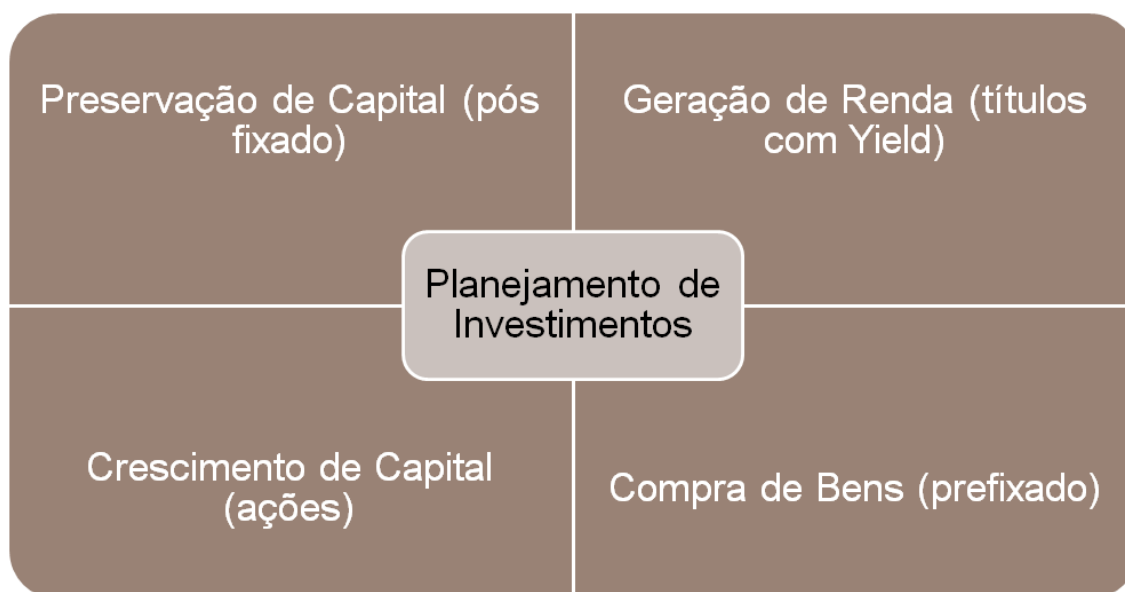 Preservação de Capital (pós
fixado)
Geração de Renda (títulos
com Yield)
Planejamento de
Investimentos
Crescimento de Capital
(ações)
Compra de Bens (prefixado)